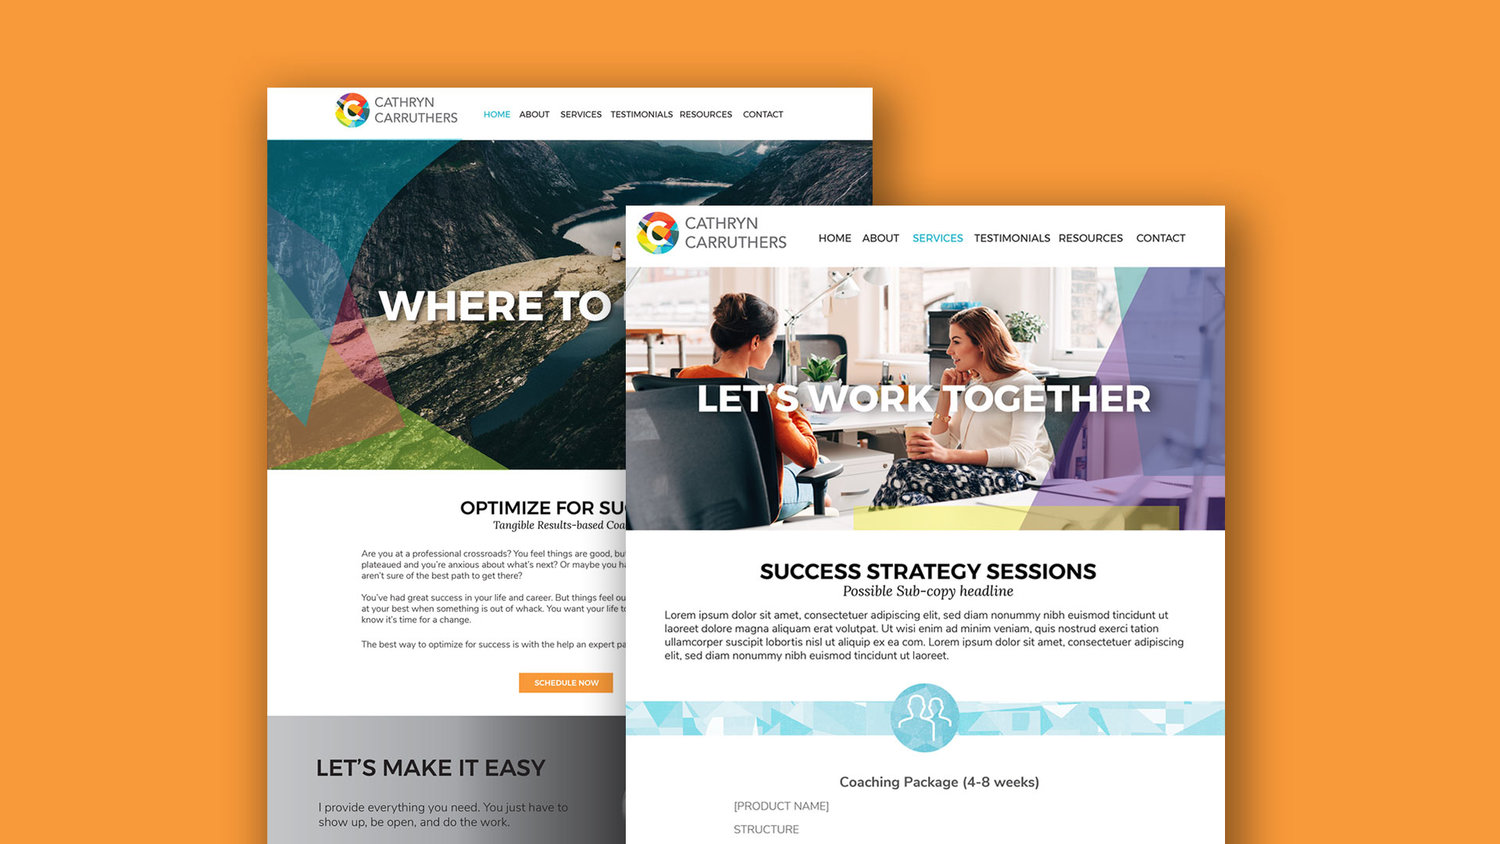 CATHRYN
CARRUTHERS
HOME ABOUT SERVICES TESTIMONIALS RESOURCES CONTACT
WHERE TO
OPTIMIZE FOR SU
Tangible Results-based Coa
Are you at a professional crossroads? You feel things are good, but
plateaued and you're anxious about what's next? Or maybe you ha
aren't sure of the best path to get there?
You've had great success in your life and career. But things feel ou
at your best when something is out of whack. You want your life to
know it's time for a change.
The best way to optimize for success is with the help an expert pa
SCHEDULE NOW
LET'S MAKE IT EASY
I provide everything you need. You just have to
show up, be open, and do the work.
CATHRYN
CARRUTHERS
HOME ABOUT SERVICES TESTIMONIALS RESOURCES CONTACT
LET'S WORK TOGETHER
SUCCESS STRATEGY SESSIONS
Possible Sub-copy headline
Lorem ipsum dolor sit amet, consectetuer adipiscing elit, sed diam nonummy nibh euismod tincidunt ut
laoreet dolore magna aliquam erat volutpat. Ut wisi enim ad minim veniam, quis nostrud exerci tation
ullamcorper suscipit lobortis nisl ut aliquip ex ea com. Lorem ipsum dolor sit amet, consectetuer adipiscing
elit, sed diam nonummy nibh euismod tincidunt ut laoreet.
Coaching Package (4-8 weeks)
[PRODUCT NAME]
STRUCTURE